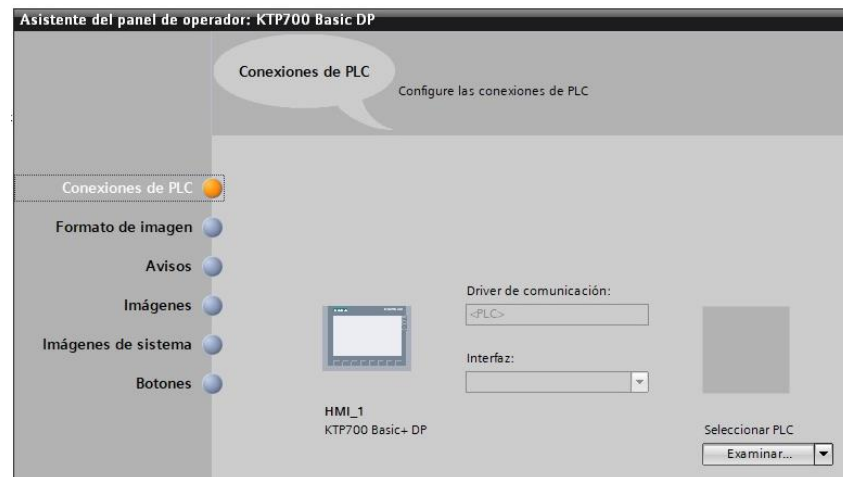 Asistente del panel de operador: KTP700 Basic DP
Conexiones de PLC
Configure las conexiones de PLC
Conexiones de PLC
Formato de imagen
Avisos
Imágenes
Imágenes de sistema
Botones
Driver de comunicación:
<PLC>
Interfaz:
HMI_1
KTP700 Basic+ DP
Seleccionar PLC
Examinar...